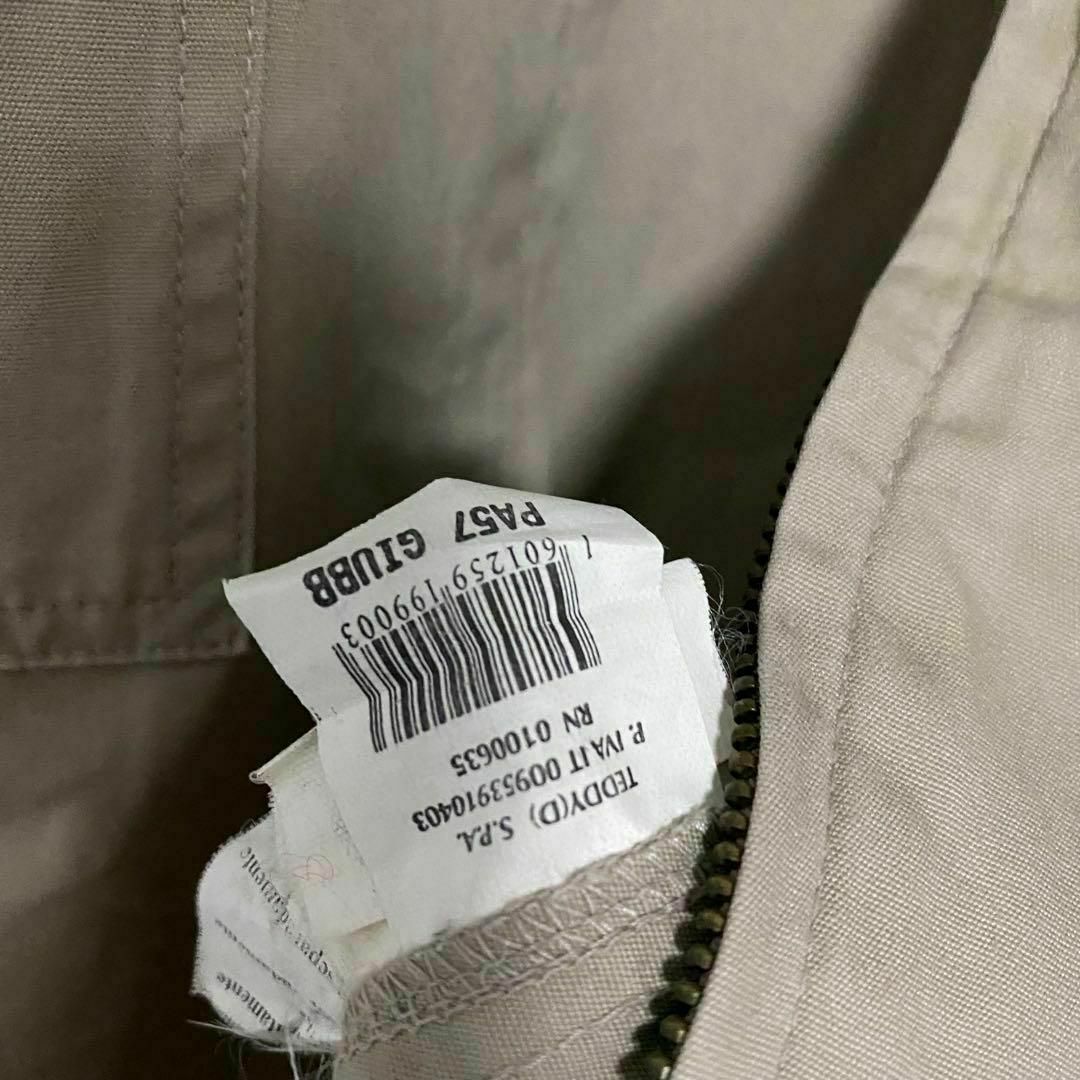 TEDDY(D) S.P.A.
P. IVA IT 00953910403
RN 0100635
1 601259 199003
PA57 GIUBB